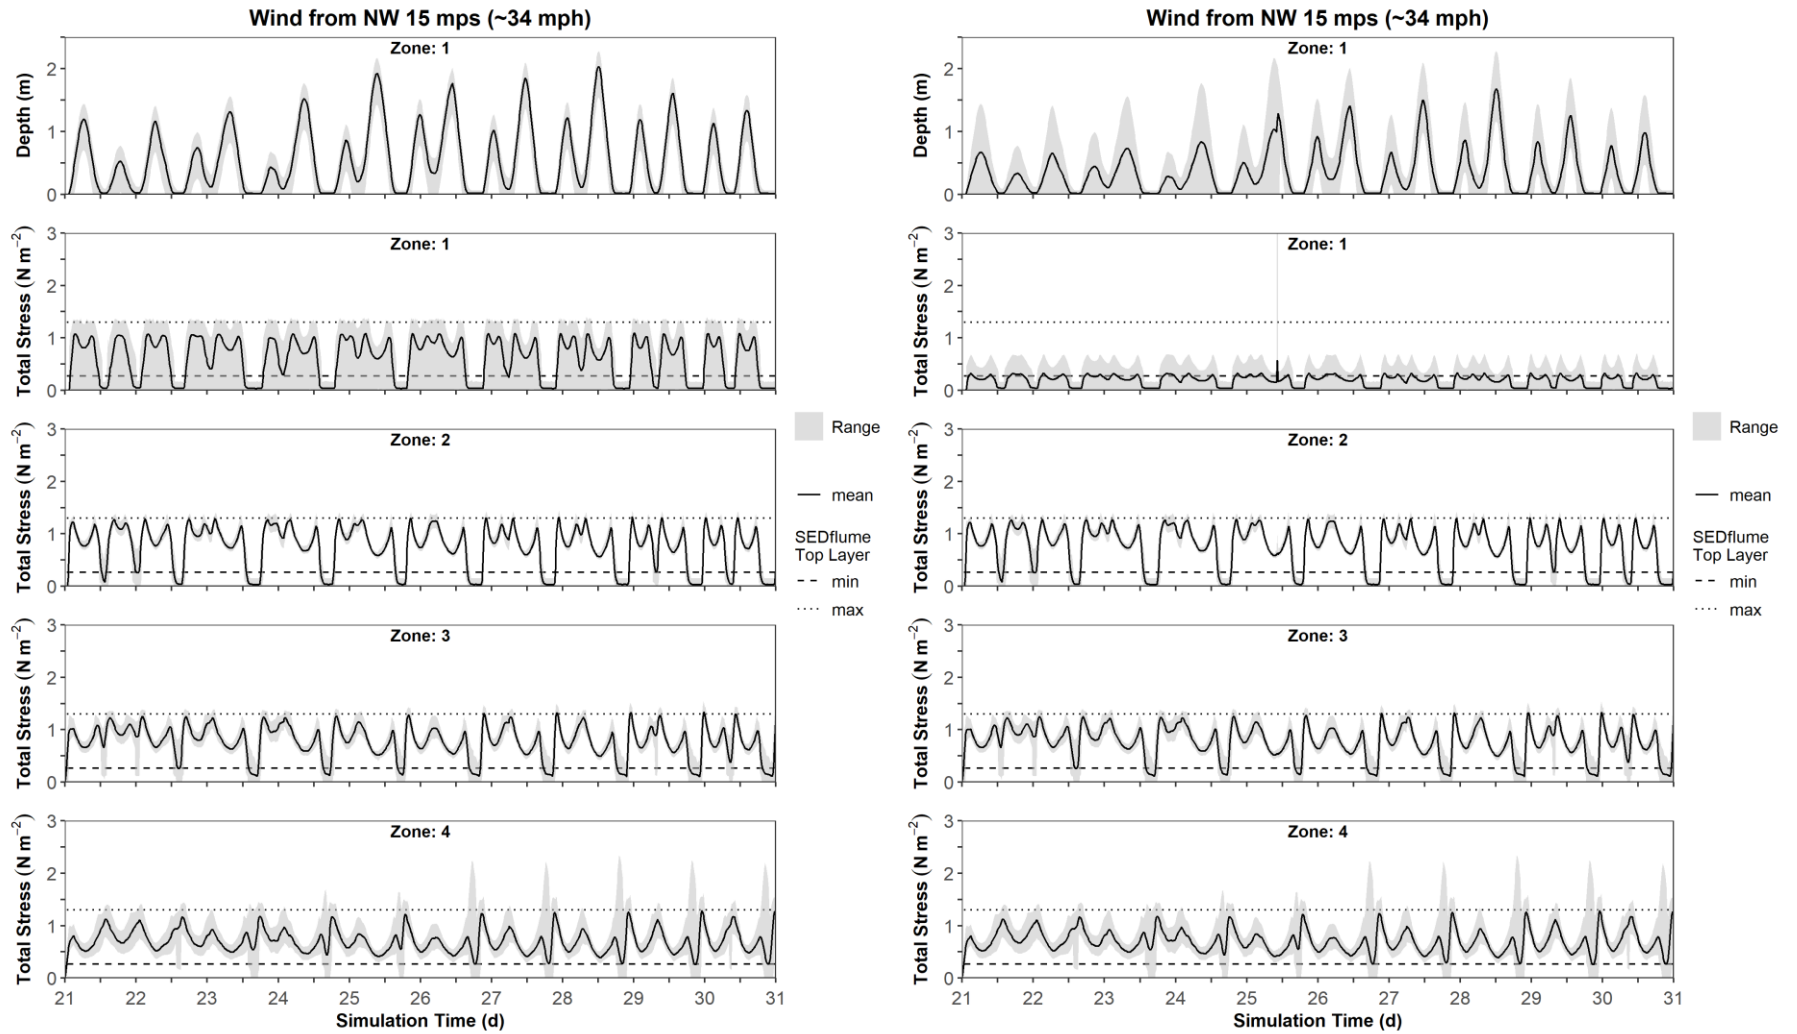 Wind from NW 15 mps (~34 mph)
Zone: 1
Depth (m)
2
1
0
Zone: 1
Total Stress (N m−2)
3
2
1
0
Zone: 2
Total Stress (N m−2)
3
2
1
0
Zone: 3
Total Stress (N m−2)
3
2
1
0
Zone: 4
Total Stress (N m−2)
3
2
1
0
21 22 23 24 25 26 27 28 29 30 31
Simulation Time (d)
Range
mean
SEDflume
Top Layer
min
max
Wind from NW 15 mps (~34 mph)
Zone: 1
Depth (m)
2
1
0
Zone: 1
Total Stress (N m−2)
3
2
1
0
Zone: 2
Total Stress (N m−2)
3
2
1
0
Zone: 3
Total Stress (N m−2)
3
2
1
0
Zone: 4
Total Stress (N m−2)
3
2
1
0
21 22 23 24 25 26 27 28 29 30 31
Simulation Time (d)
Range
mean
SEDflume
Top Layer
min
max